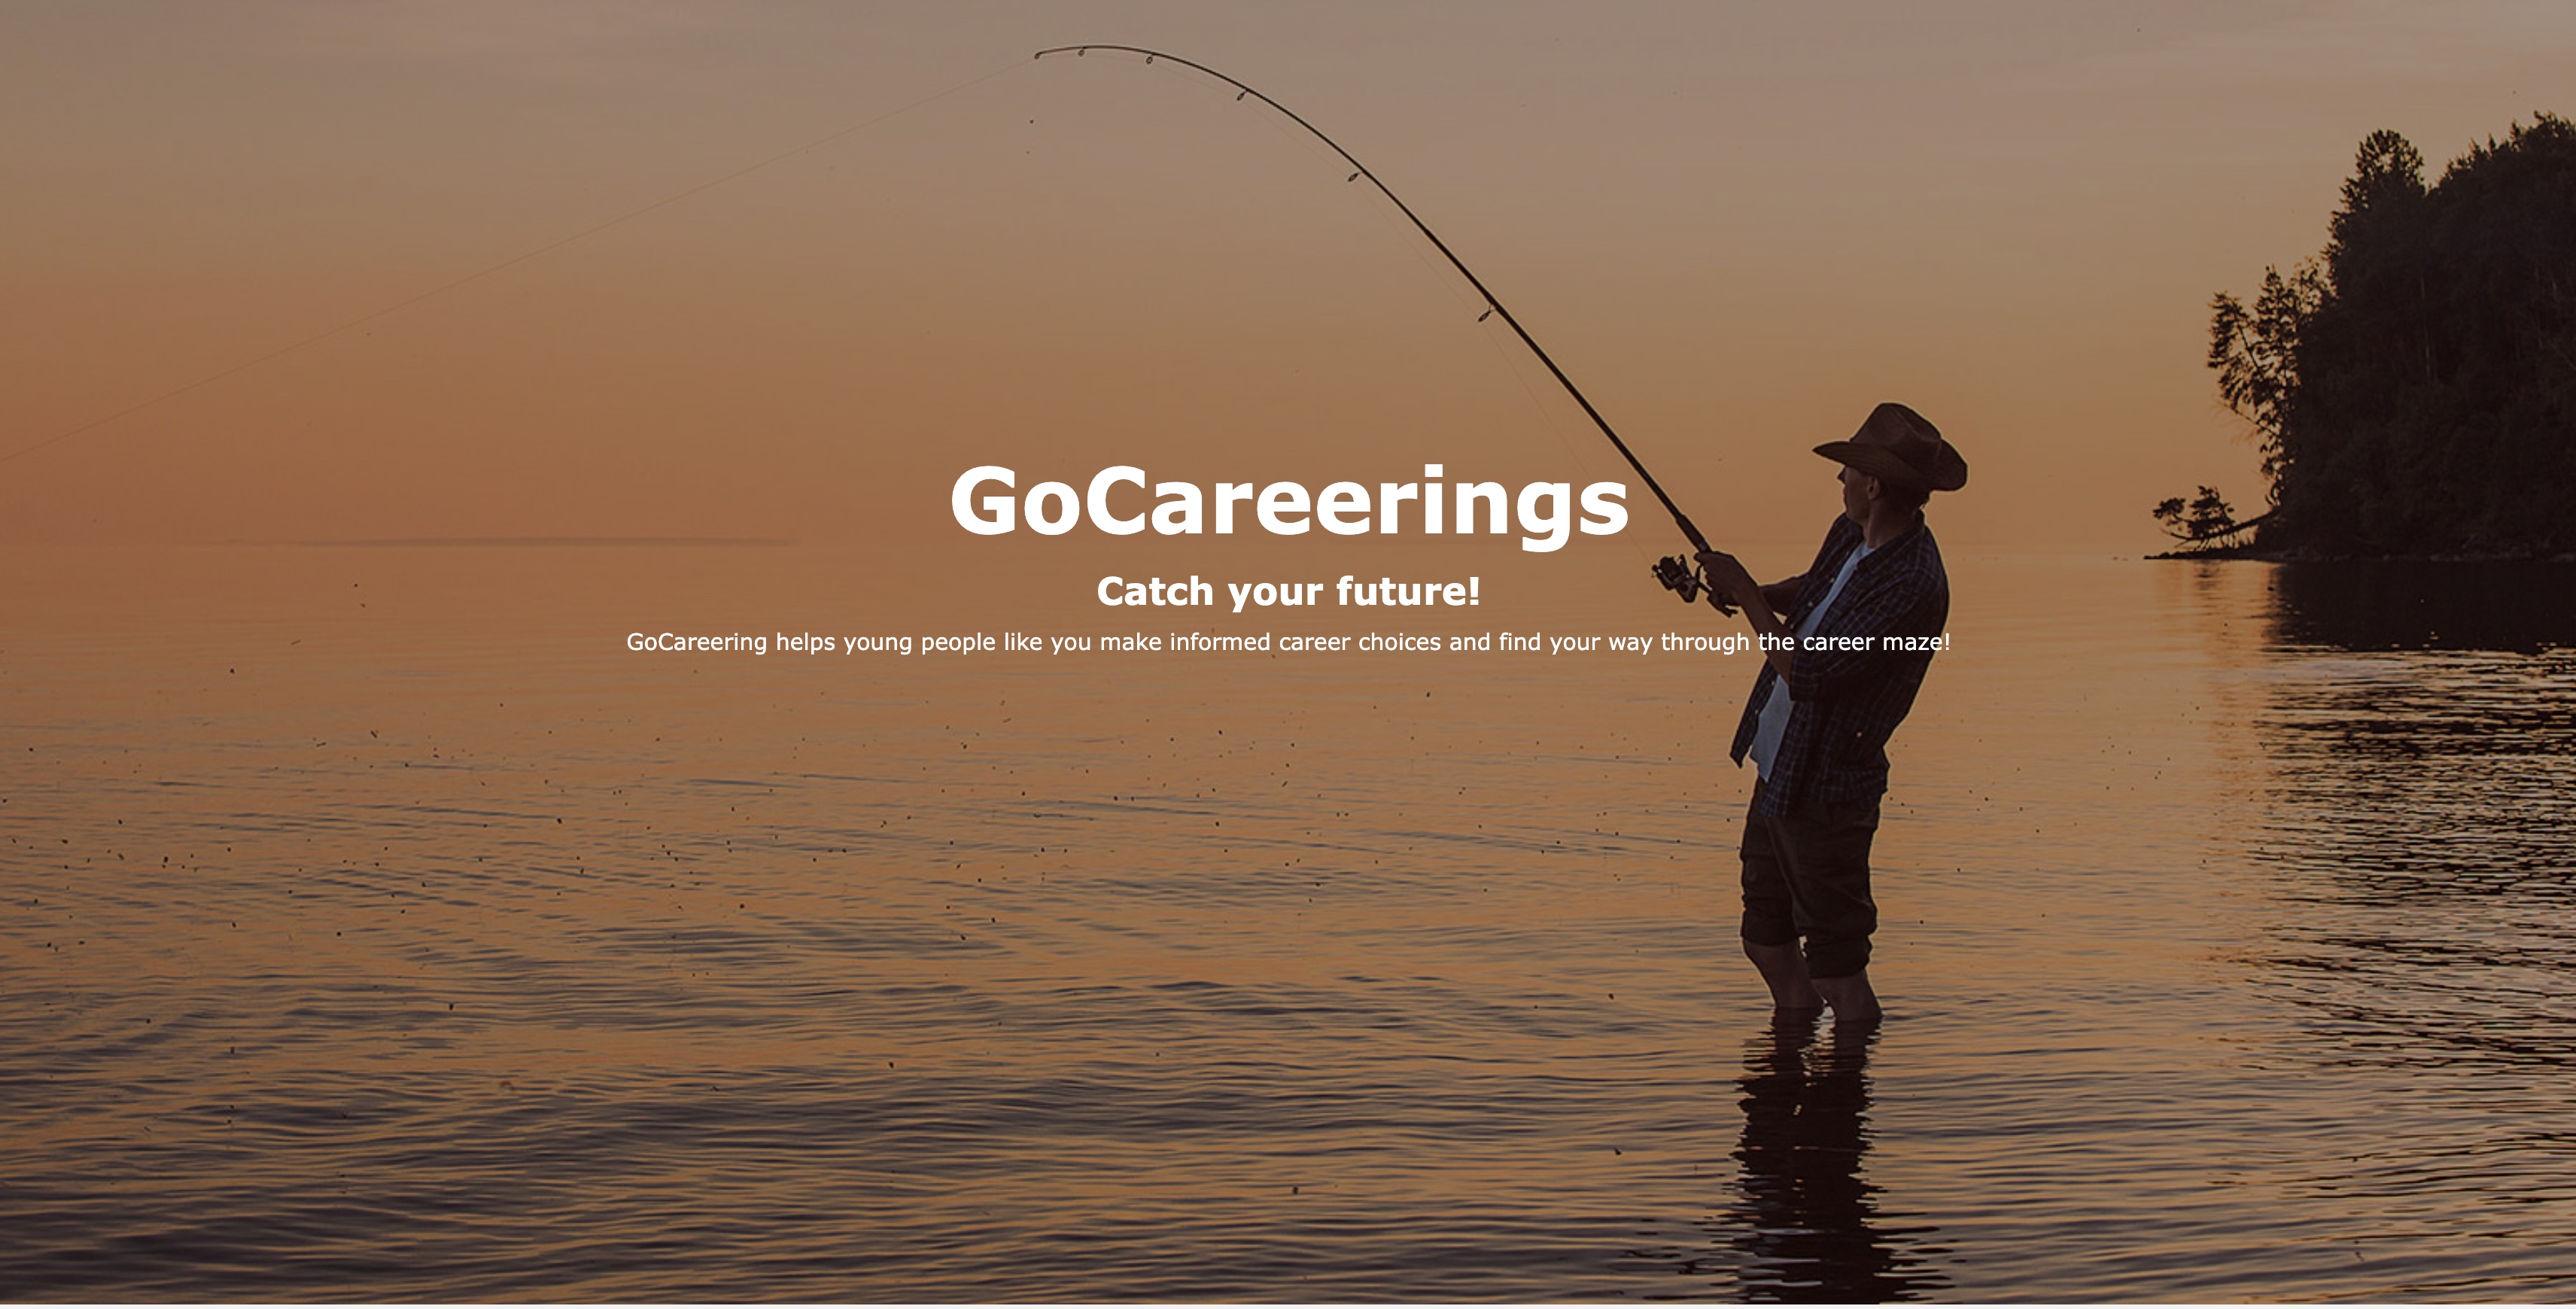 GoCareerings
Catch your future!
GoCareering helps young people like you make informed career choices and find your way through the career maze!